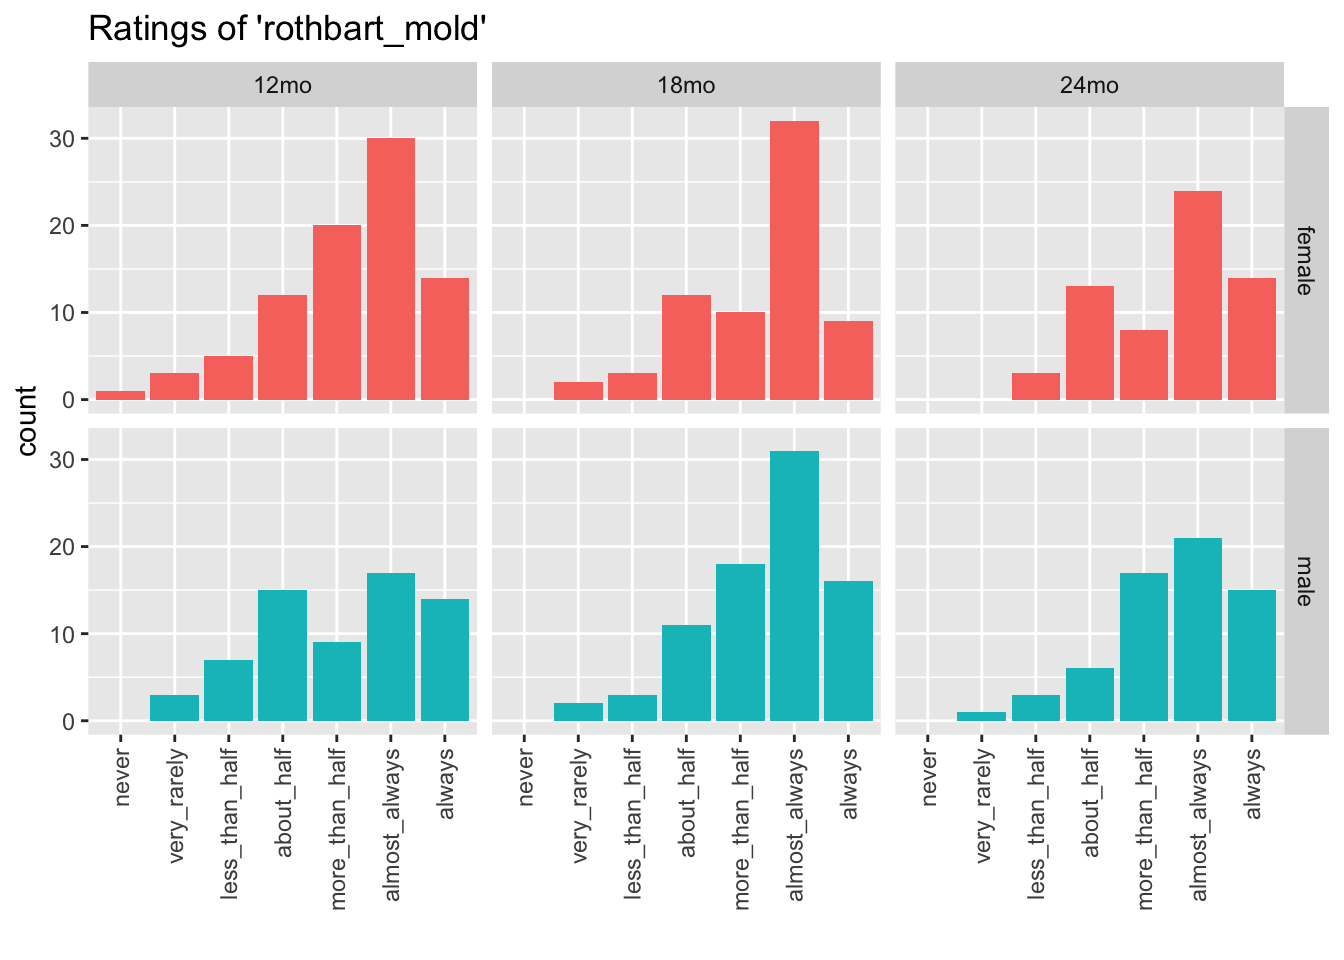 Ratings of 'rothbart_mold'
12mo 18mo 24mo
30
20
10
0
female
count
30
20
10
0
male
never very_rarely less_than_half about_half more_than_half almost_always always
never very_rarely less_than_half about_half more_than_half almost_always always
never very_rarely less_than_half about_half more_than_half almost_always always